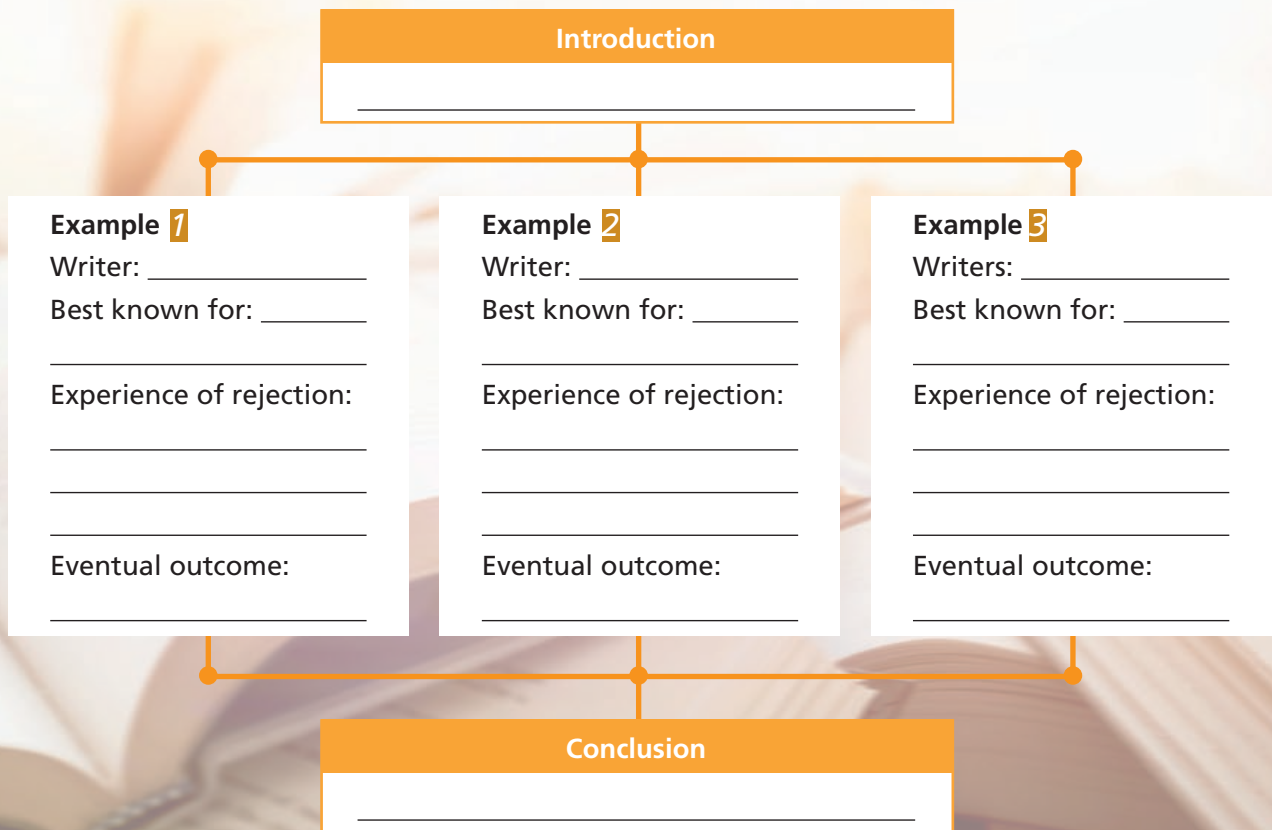 Introduction
Example 1
Writer:
Best known for:
Experience of rejection:
Eventual outcome:
Example 2
Writer:
Best known for:
Experience of rejection:
Eventual outcome:
Example 3
Writers:
Best known for:
Experience of rejection:
Eventual outcome:
Conclusion